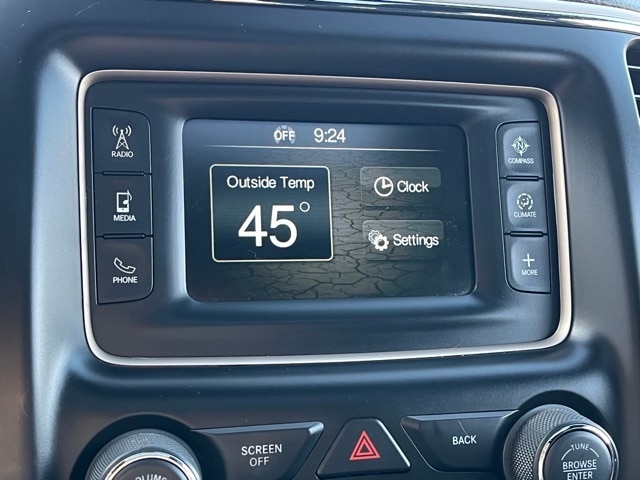 OFF 9:24
RADIO
MEDIA
PHONE
Outside Temp
45°
Clock
Settings
N
COMPASS
CLIMATE
+
MORE
SCREEN
OFF
BACK
VOLUME
TUNE
BROWSE
ENTER